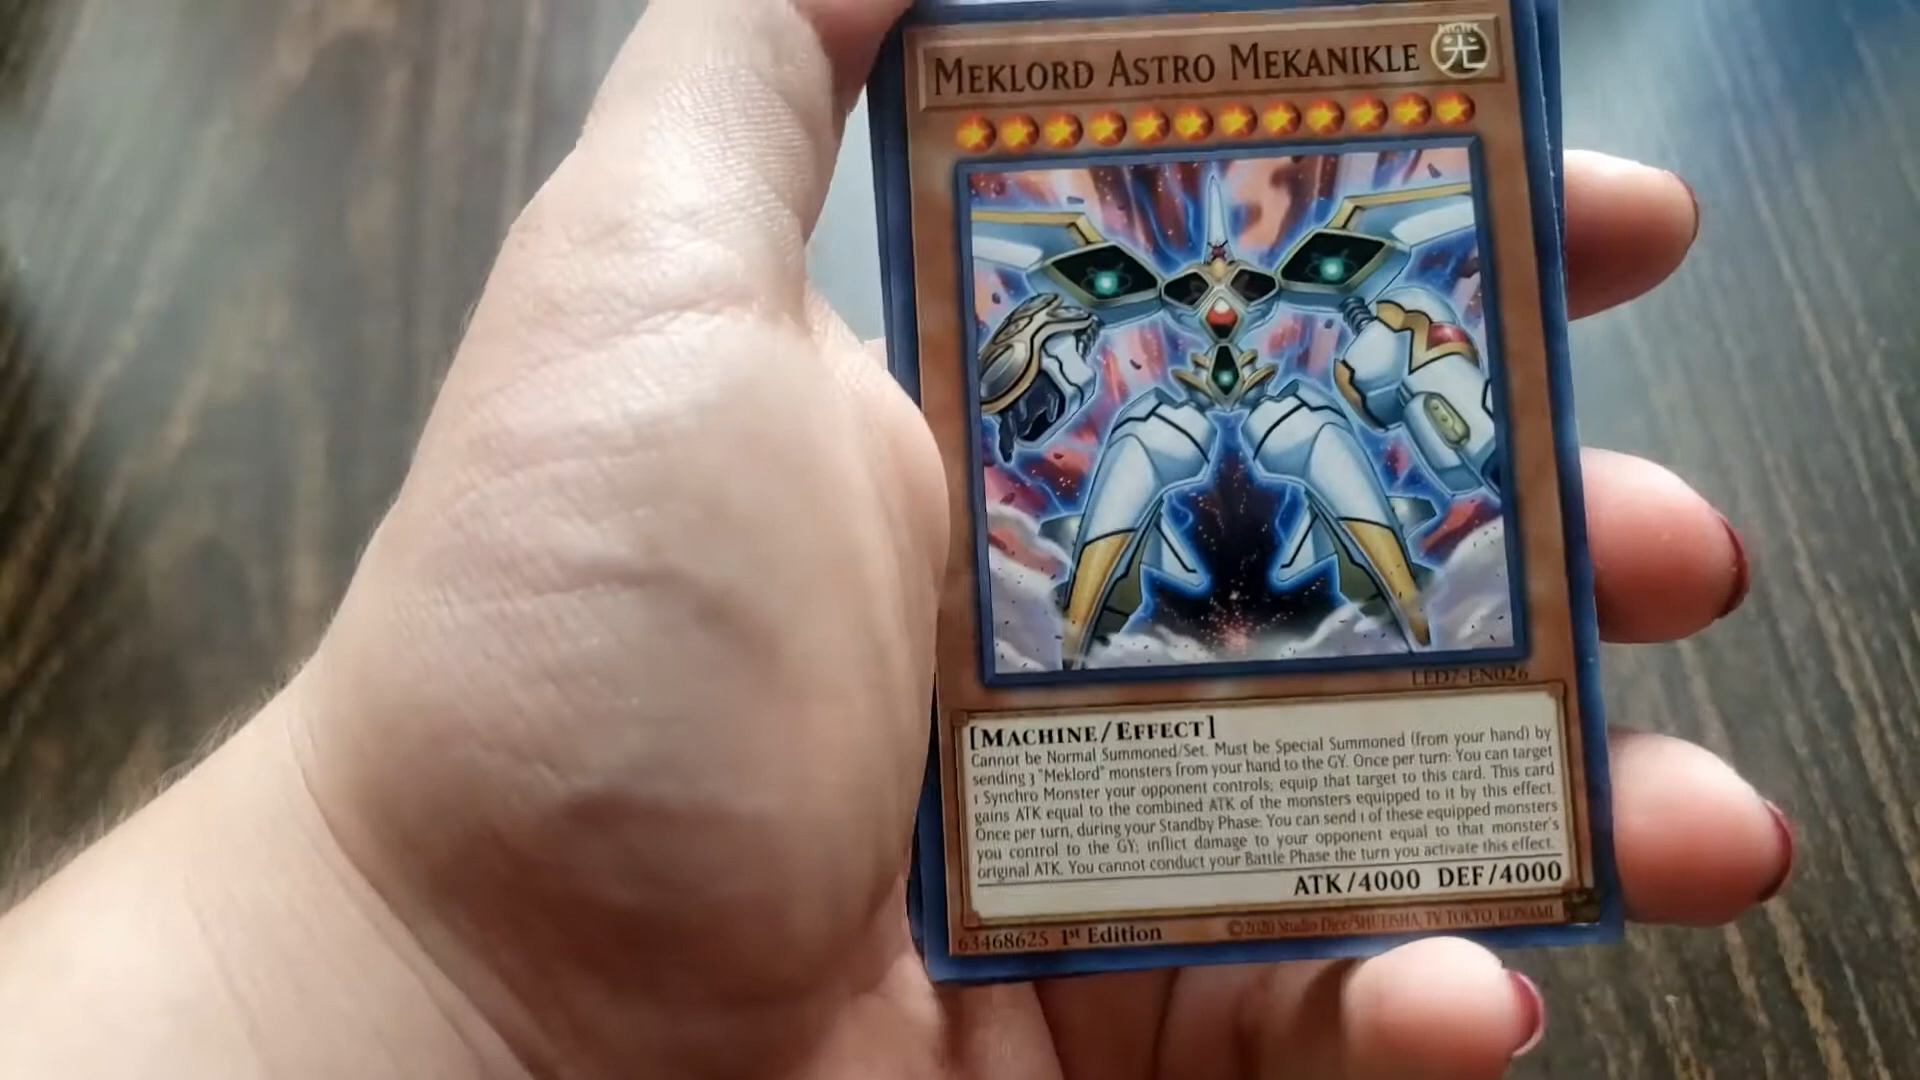 MEKLORD ASTRO MEKANIKLE
LIGHT
光
LED7-EN026
[MACHINE/EFFECT]
Cannot be Normal Summoned/Set. Must be Special Summoned (from your hand) by
sending 3 "Meklord" monsters from your hand to the GY. Once per turn: You can target
1 Synchro Monster your opponent controls; equip that target to this card. This card
gains ATK equal to the combined ATK of the monsters equipped to it by this effect.
Once per turn, during your Standby Phase: You can send 1 of these equipped monsters
you control to the GY; inflict damage to your opponent equal to that monster's
original ATK. You cannot conduct your Battle Phase the turn you activate this effect.
ATK/4000 DEF/4000
63468625 1st Edition
©2020 Studio Dice/SHUEISHA, TV TOKYO, KONAMI